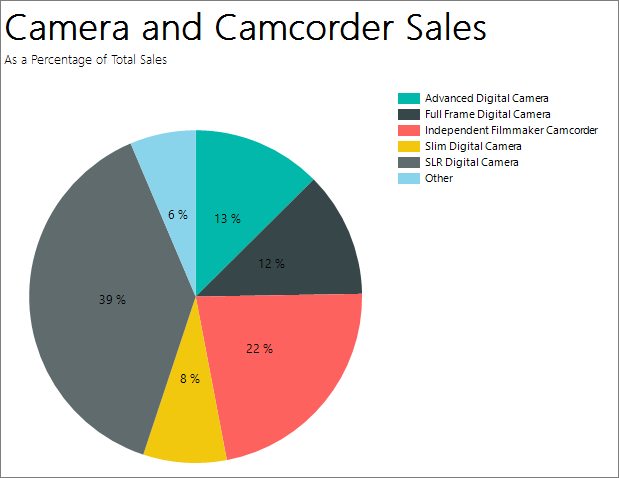 Camera and Camcorder Sales
As a Percentage of Total Sales
Advanced Digital Camera
Full Frame Digital Camera
Independent Filmmaker Camcorder
Slim Digital Camera
SLR Digital Camera
Other
6 %
13 %
12 %
39 %
22 %
8 %